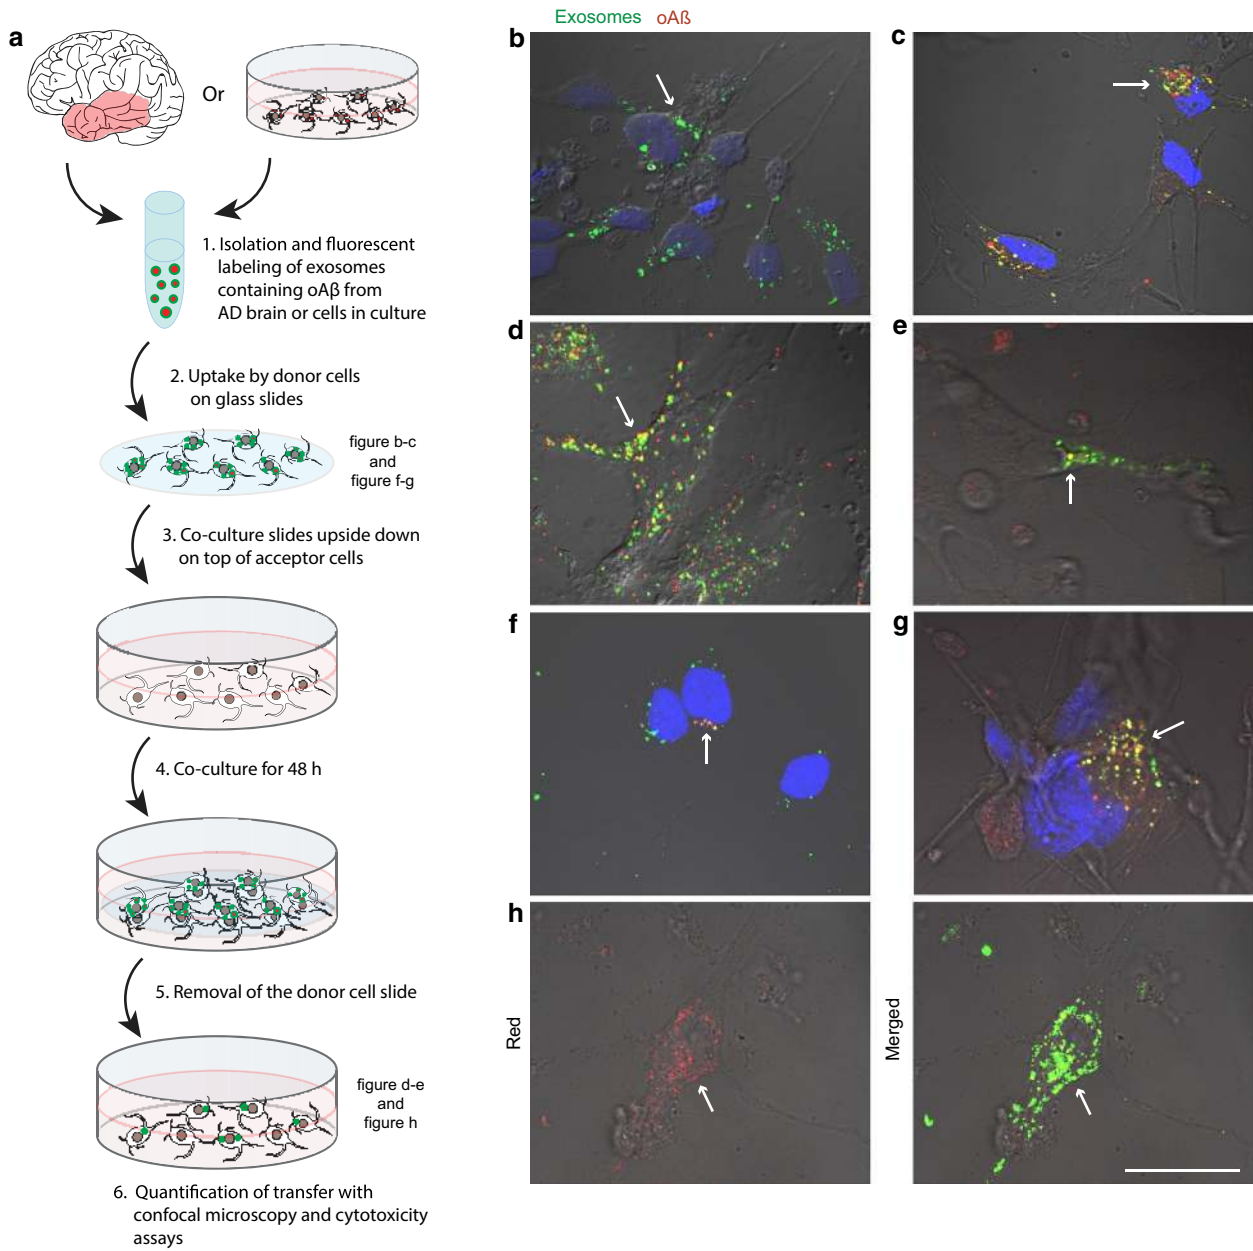 a
Or
1. Isolation and fluorescent
labeling of exosomes
containing oAβ from
AD brain or cells in culture
2. Uptake by donor cells
on glass slides
figure b-c
and
figure f-g
3. Co-culture slides upside down
on top of acceptor cells
4. Co-culture for 48 h
5. Removal of the donor cell slide
figure d-e
and
figure h
6. Quantification of transfer with
confocal microscopy and cytotoxicity
assays
Exosomes oAß
b
c
d
e
f
g
h
Red
Merged